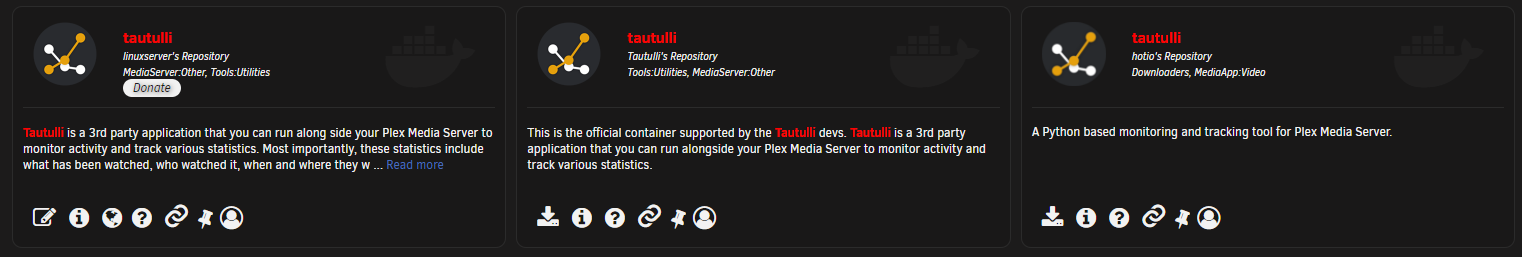 tautulli
linuxserver's Repository
MediaServer:Other, Tools:Utilities
Donate
Tautulli is a 3rd party application that you can run along side your Plex Media Server to
monitor activity and track various statistics. Most importantly, these statistics include
what has been watched, who watched it, when and where they w ... Read more
tautulli
Tautulli's Repository
Tools:Utilities, MediaServer:Other
This is the official container supported by the Tautulli devs. Tautulli is a 3rd party
application that you can run alongside your Plex Media Server to monitor activity and
track various statistics.
tautulli
hotio's Repository
Downloaders, MediaApp:Video
A Python based monitoring and tracking tool for Plex Media Server.